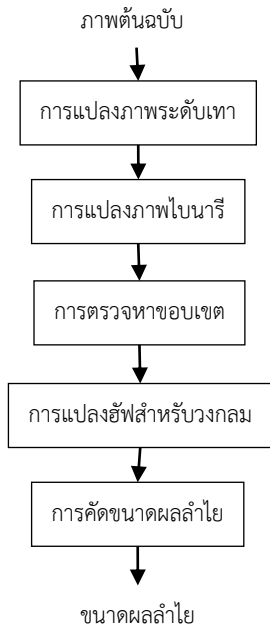 ภาพต้นฉบับ
การแปลงภาพระดับเทา
การแปลงภาพไบนารี
การตรวจหาขอบเขต
การแปลงฮัฟสำหรับวงกลม
การคัดขนาดผลลำไย
ขนาดผลลำไย